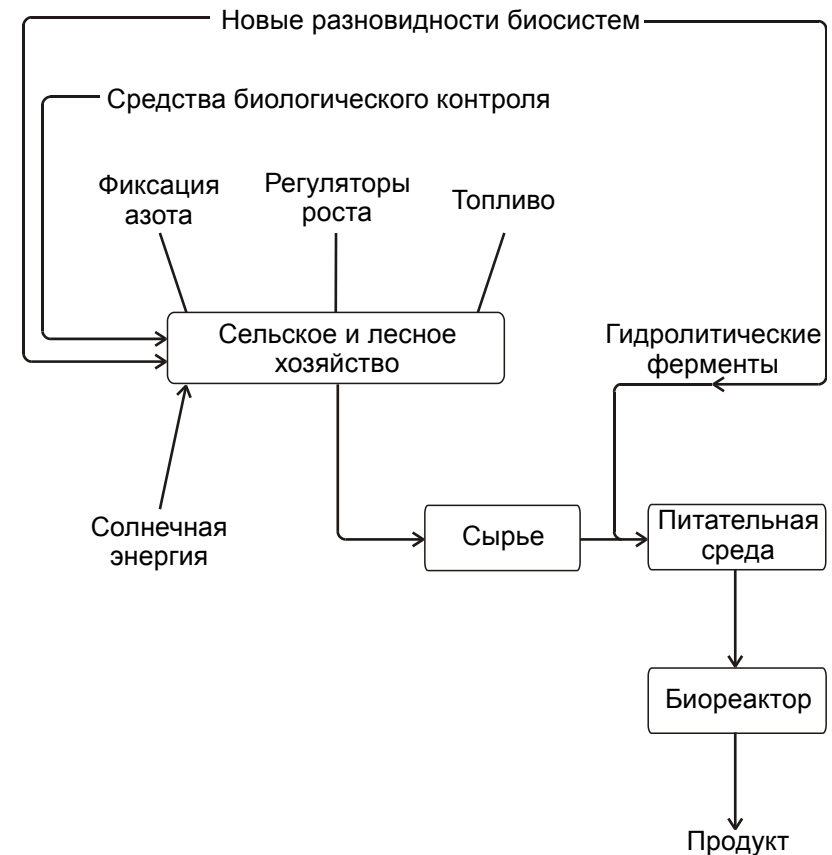 Новые разновидности биосистем
Средства биологического контроля
Фиксация
азота
Регуляторы
роста
Топливо
Сельское и лесное
хозяйство
Гидролитические
ферменты
Солнечная
энергия
Сырье
Питательная
среда
Биореактор
Продукт